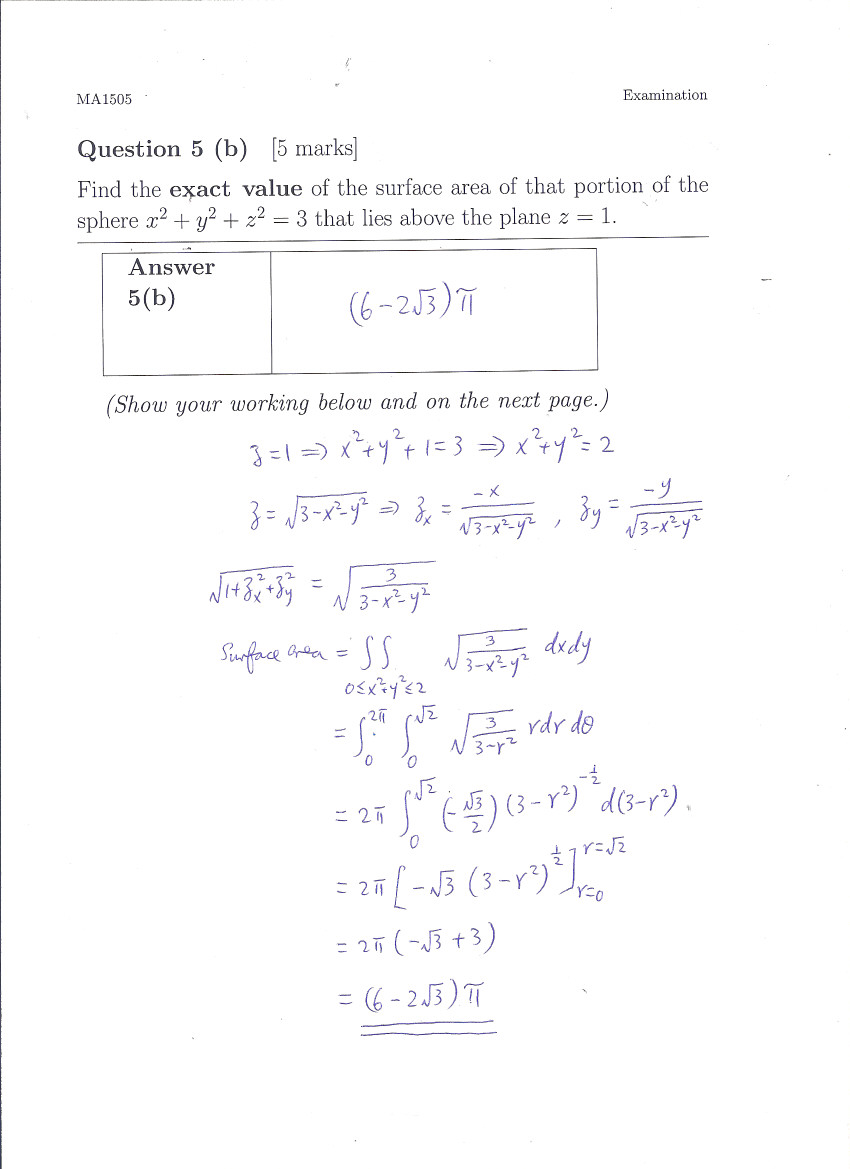 MA1505 Examination
Question 5 (b) [5 marks]
Find the exact value of the surface area of that portion of the
sphere x² + y² + z² = 3 that lies above the plane z = 1.
Answer
5(b)
(6 − 2√3) π
(Show your working below and on the next page.)
z = 1 ⇒ x² + y² + 1 = 3 ⇒ x² + y² = 2
z = √(3 − x² − y²) ⇒ z_x = −x / √(3 − x² − y²) , z_y = −y / √(3 − x² − y²)
√(1 + z_x² + z_y²) = √(3 / (3 − x² − y²))
Surface area = ∬_{0 ≤ x² + y² ≤ 2} √(3 / (3 − x² − y²)) dxdy
= ∫₀^{2π} ∫₀^{√2} √(3 / (3 − r²)) r dr dθ
= 2π ∫₀^{√2} (−√3/2) (3 − r²)^{−1/2} d(3 − r²).
= 2π [−√3 (3 − r²)^{1/2}]_{r=0}^{r=√2}
= 2π (−√3 + 3)
= (6 − 2√3) π